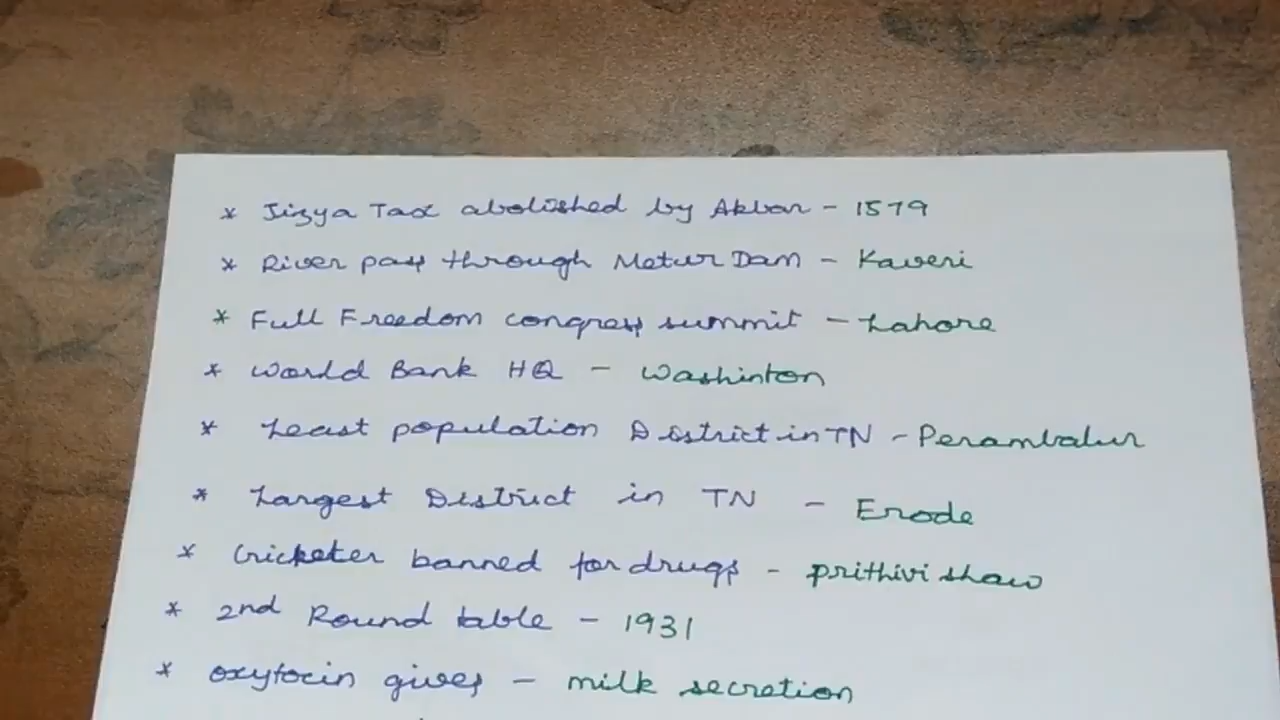 * Jizya Tax abolished by Akbar - 1579
* River pass through Metur Dam - Kaveri
* Full Freedom congress summit - Lahore
* World Bank HQ - Washinton
* Least population District in TN - Perambalur
* Largest District in TN - Erode
* Cricketer banned for drugs - prithivi shaw
* 2nd Round table - 1931
* oxytocin gives - milk secretion